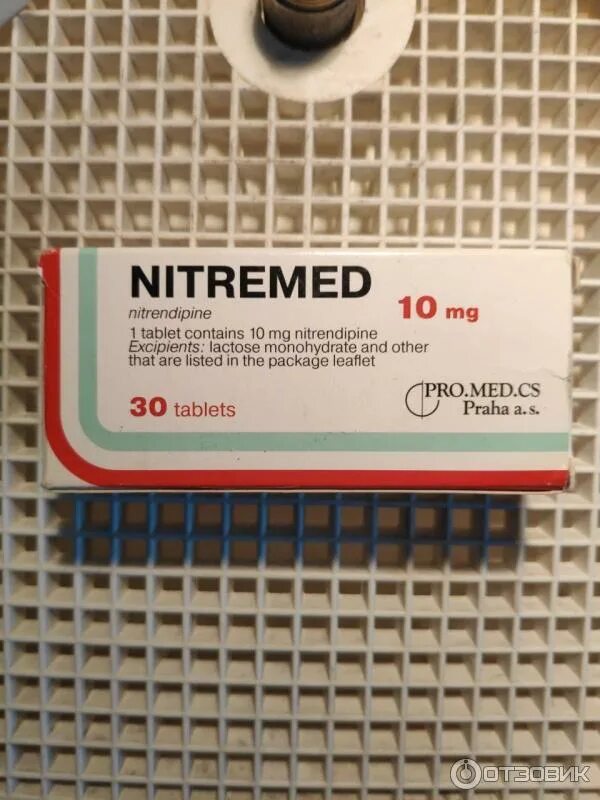 NITREMED
nitrendipine
10 mg
1 tablet contains 10 mg nitrendipine
Excipients: lactose monohydrate and other
that are listed in the package leaflet
30 tablets
PRO.MED.CS
Praha a.s.
ОТЗОВИК